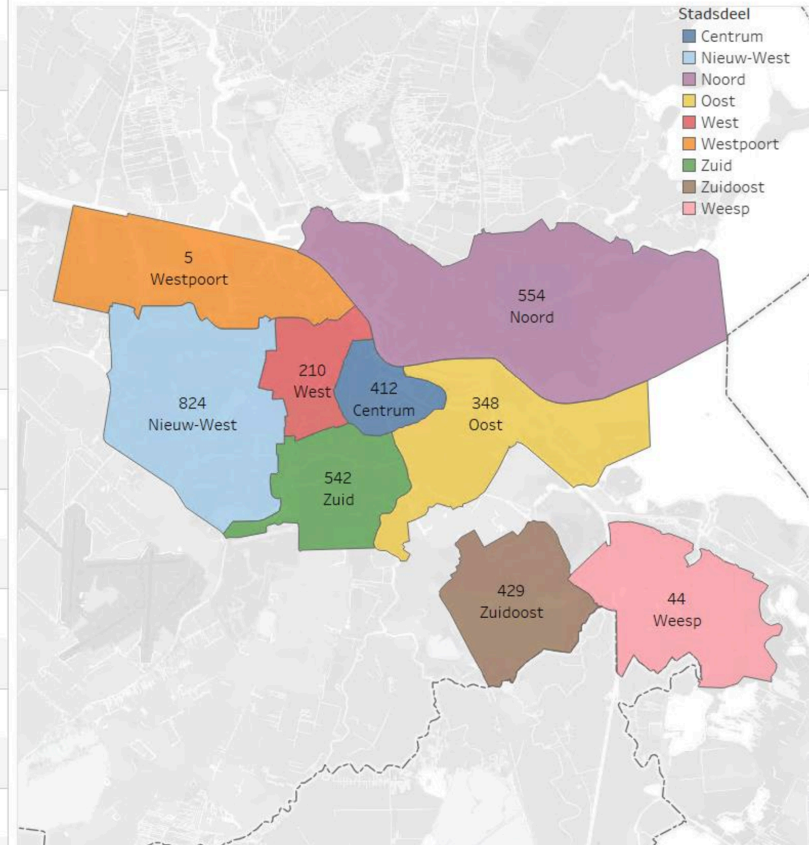 Stadsdeel
Centrum
Nieuw-West
Noord
Oost
West
Westpoort
Zuid
Zuidoost
Weesp
5
Westpoort
554
Noord
210
West
412
Centrum
348
Oost
824
Nieuw-West
542
Zuid
429
Zuidoost
44
Weesp